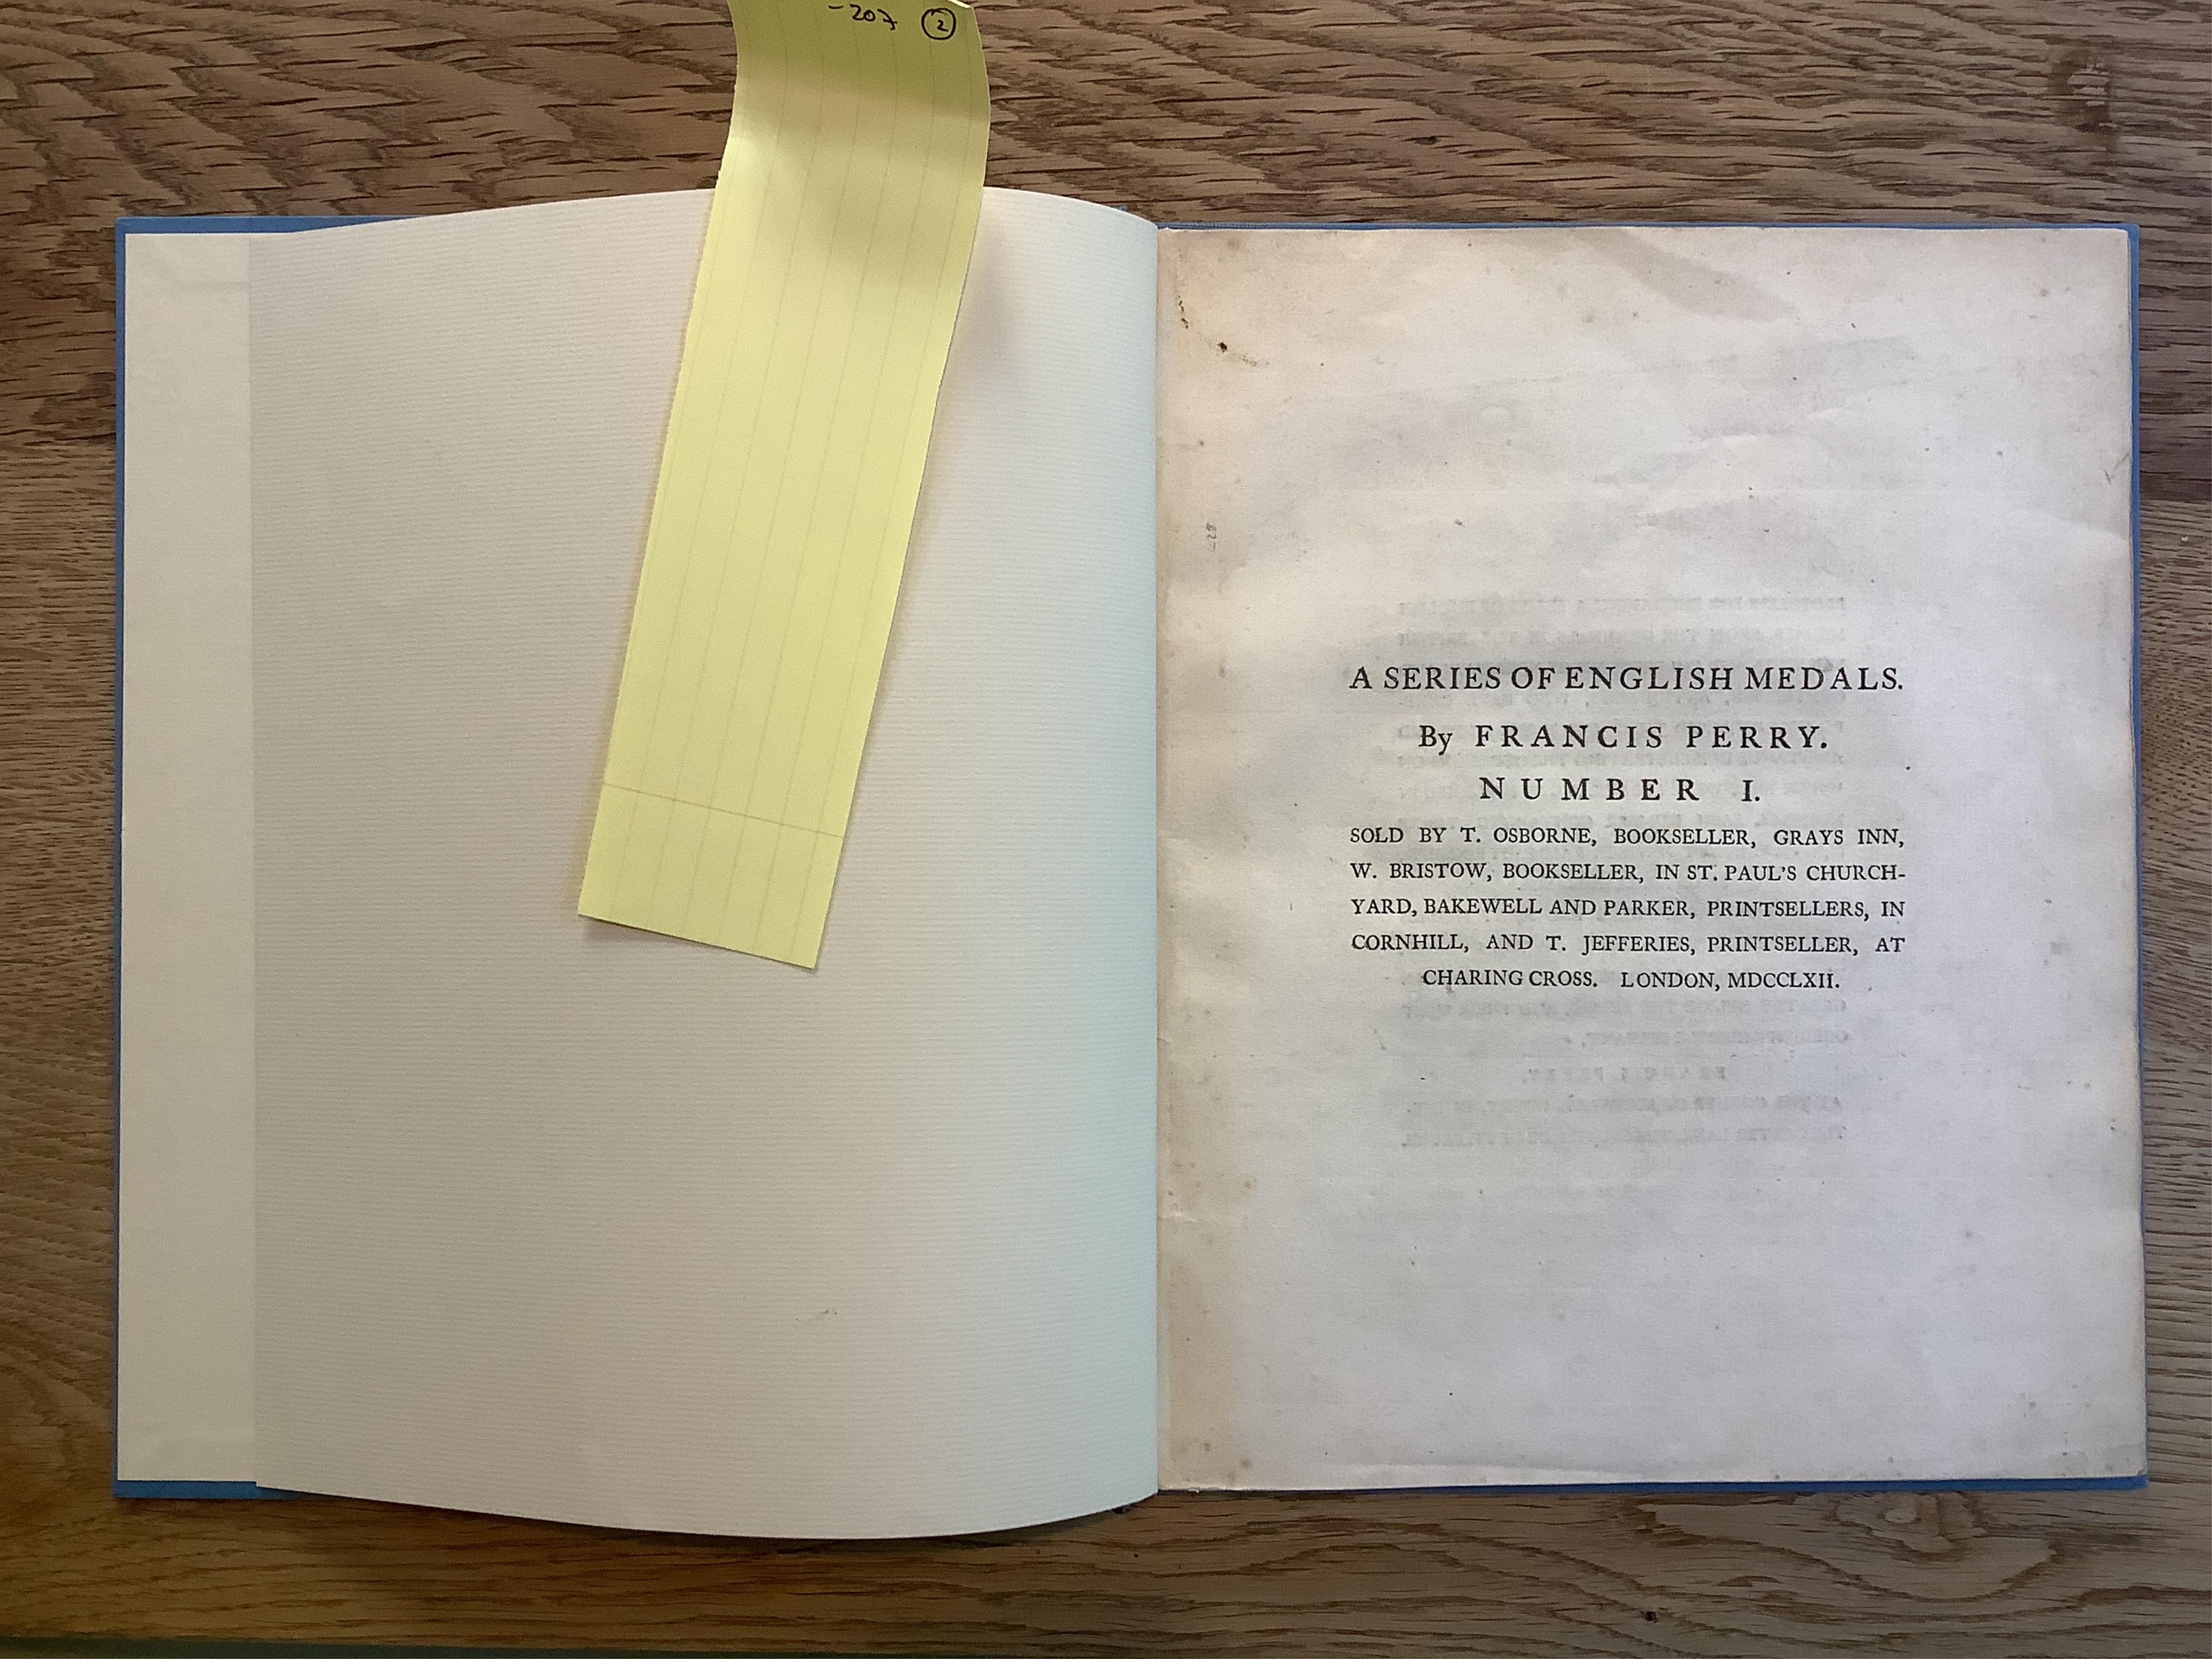 -207 2
A SERIES OF ENGLISH MEDALS.
By FRANCIS PERRY.
NUMBER I.
SOLD BY T. OSBORNE, BOOKSELLER, GRAYS INN,
W. BRISTOW, BOOKSELLER, IN ST. PAUL'S CHURCH-
YARD, BAKEWELL AND PARKER, PRINTSELLERS, IN
CORNHILL, AND T. JEFFERIES, PRINTSELLER, AT
CHARING CROSS. LONDON, MDCCLXII.